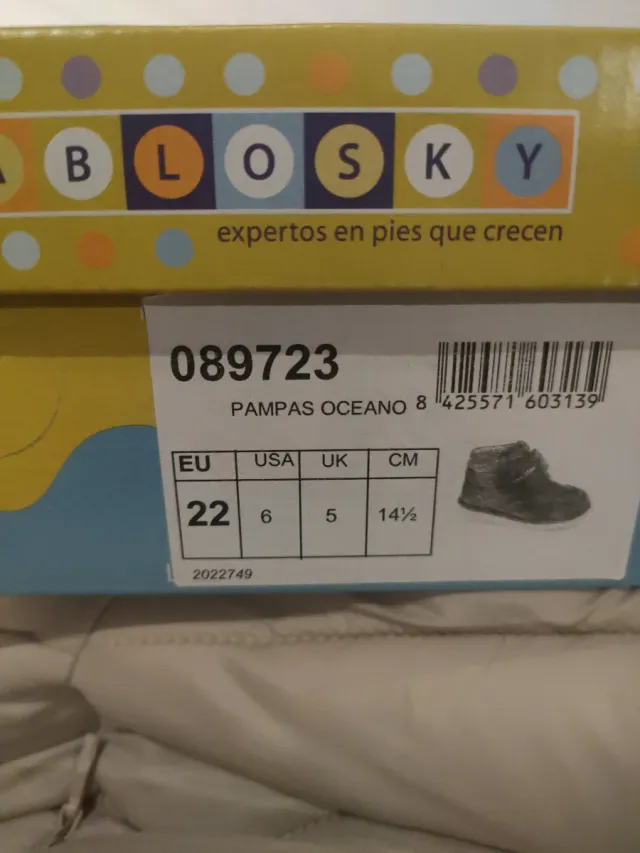 ABLOSKY
expertos en pies que crecen
089723
PAMPAS OCEANO
8 425571 603139
EU USA UK CM
22 6 5 14½
2022749